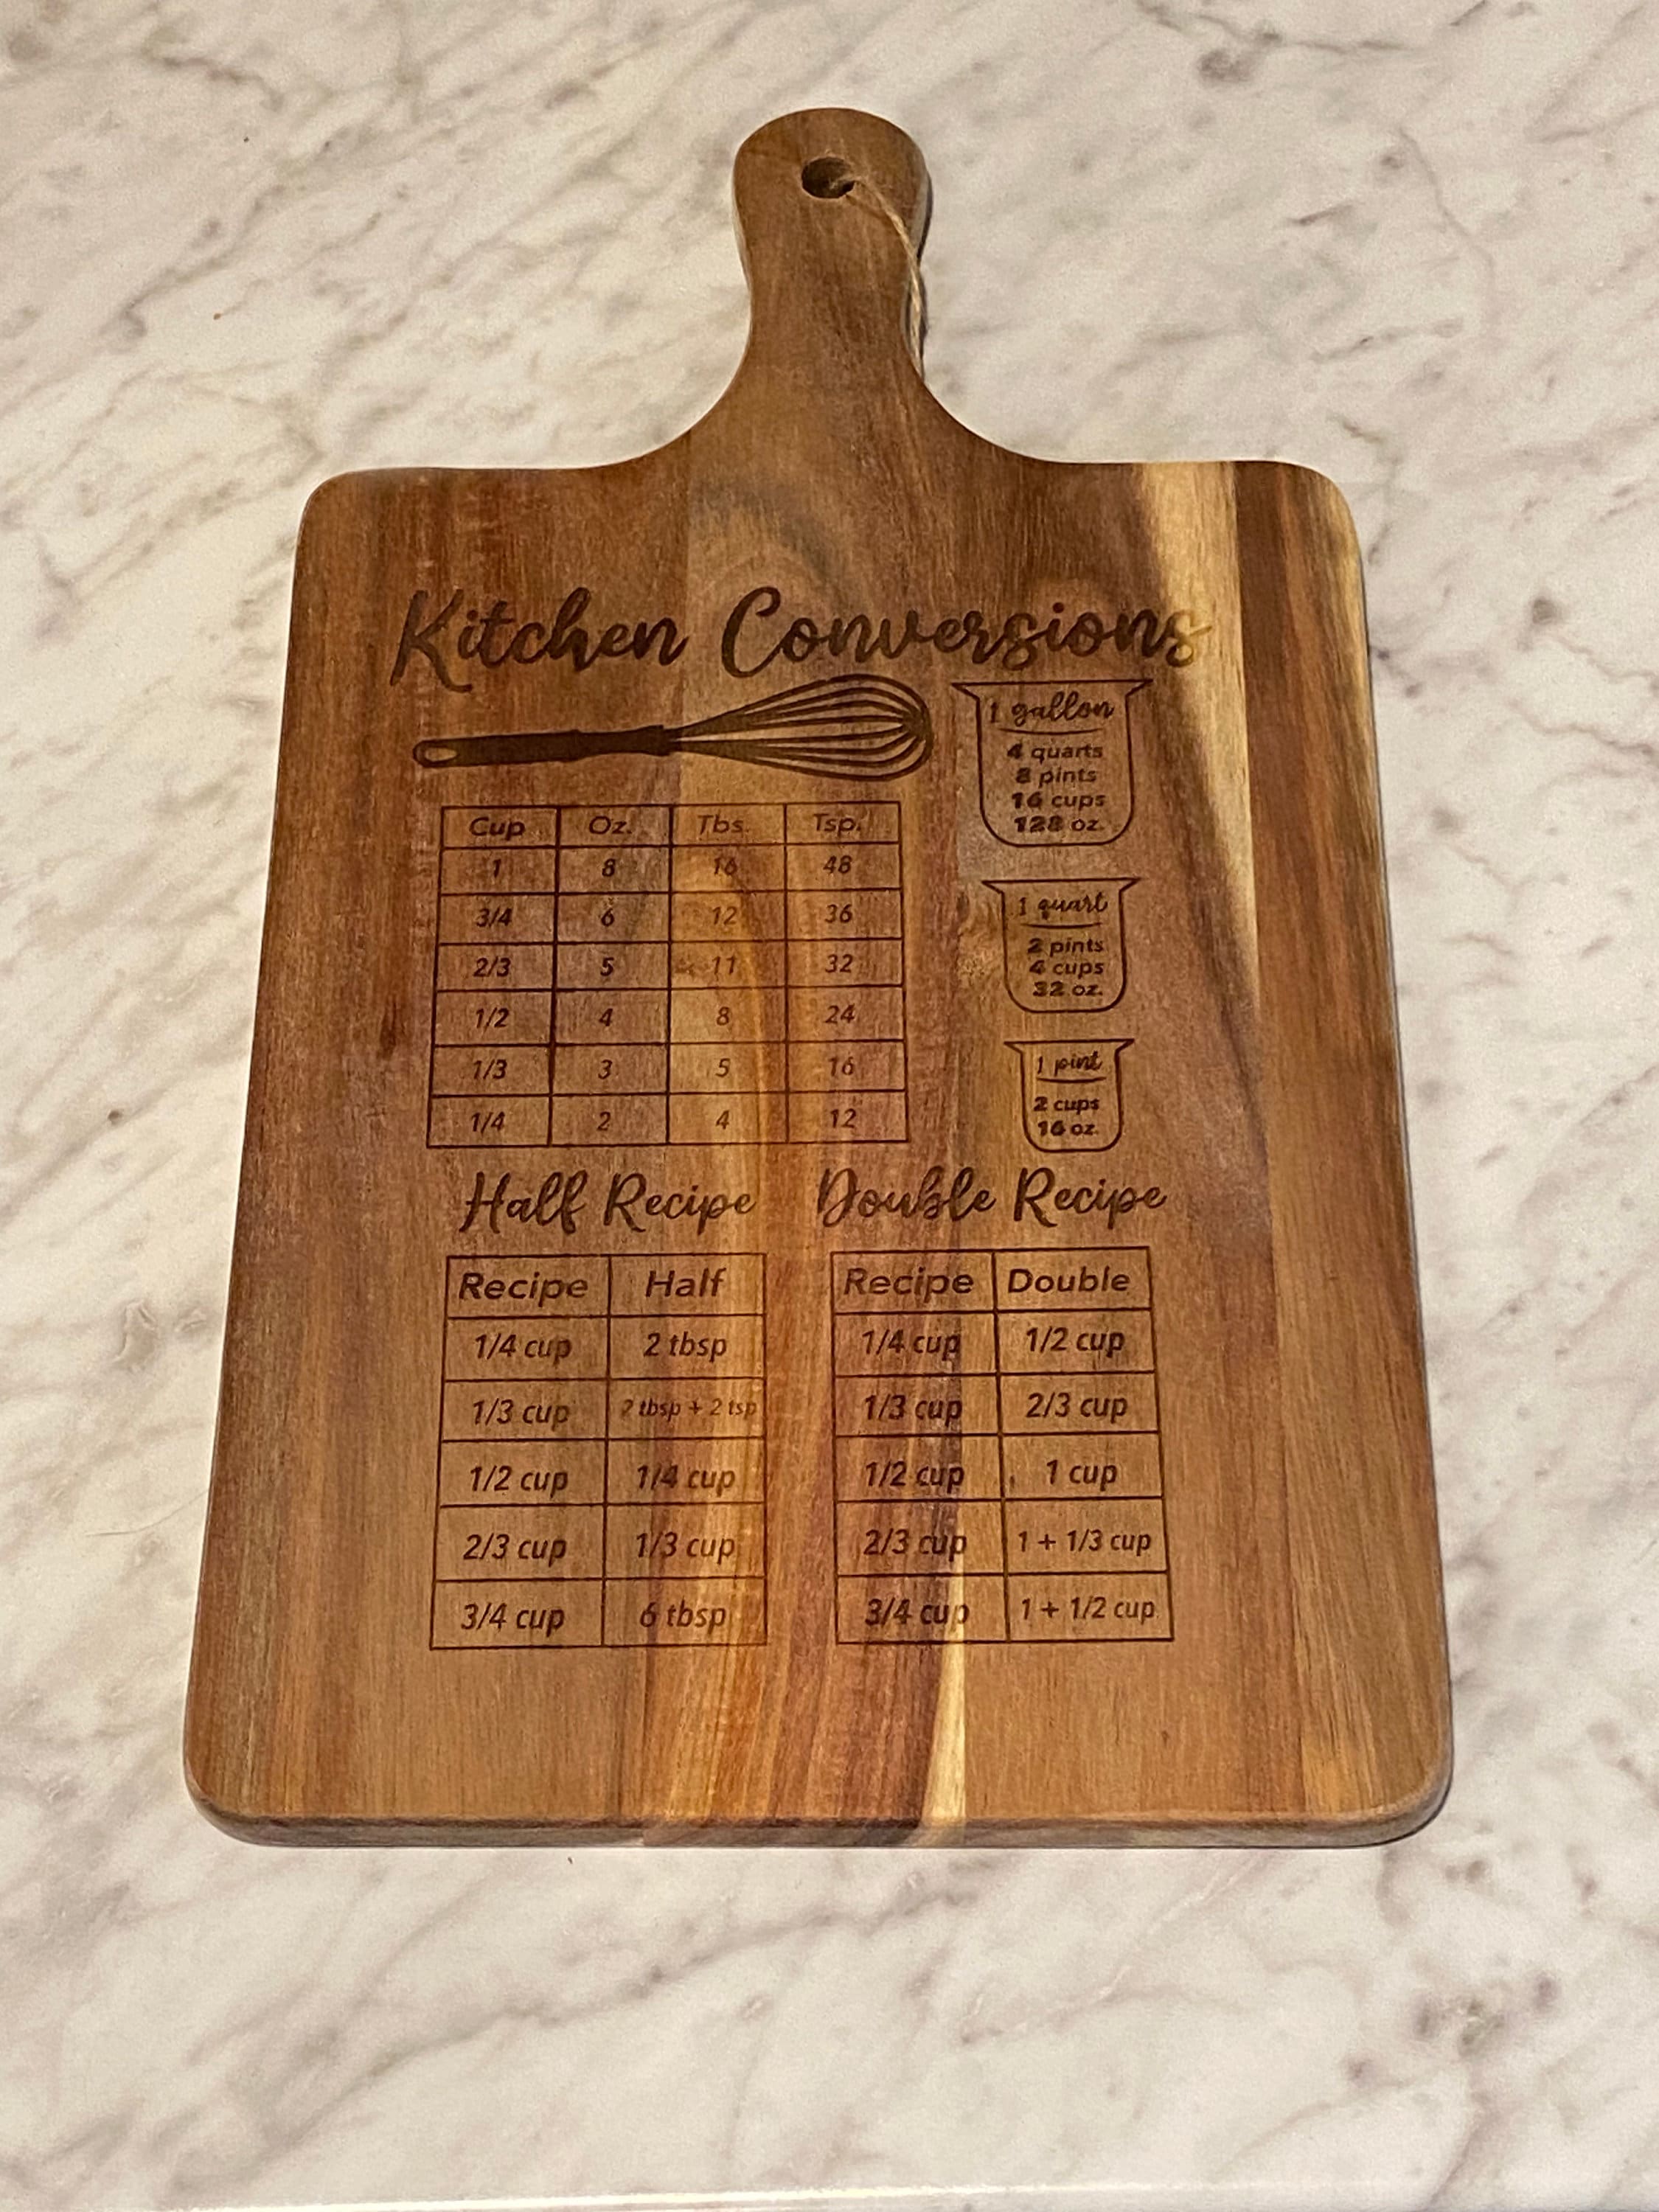 Kitchen Conversions
1 gallon
4 quarts
8 pints
16 cups
128 oz.
Cup Oz. Tbs. Tsp.
1 8 16 48
3/4 6 12 36
2/3 5 11 32
1/2 4 8 24
1/3 3 5 16
1/4 2 4 12
1 quart
2 pints
4 cups
32 oz.
1 pint
2 cups
16 oz.
Half Recipe
Recipe Half
1/4 cup 2 tbsp
1/3 cup 2 tbsp + 2 tsp
1/2 cup 1/4 cup
2/3 cup 1/3 cup
3/4 cup 6 tbsp
Double Recipe
Recipe Double
1/4 cup 1/2 cup
1/3 cup 2/3 cup
1/2 cup 1 cup
2/3 cup 1 + 1/3 cup
3/4 cup 1 + 1/2 cup